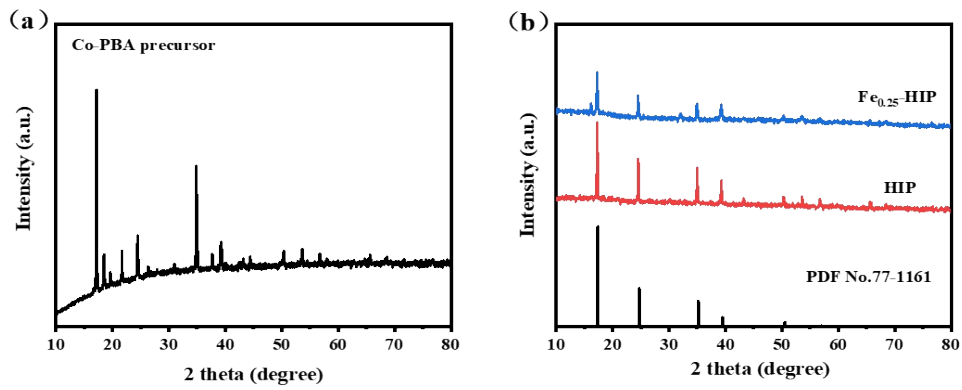 (a)
Co-PBA precursor
Intensity (a.u.)
10 20 30 40 50 60 70 80
2 theta (degree)
(b)
Fe0.25-HIP
HIP
PDF No.77-1161
Intensity (a.u.)
10 20 30 40 50 60 70 80
2 theta (degree)